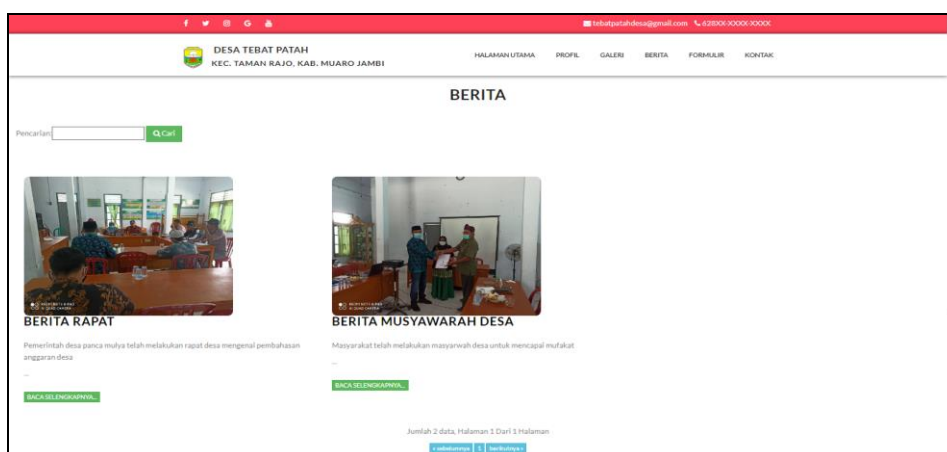 tebatpatahdesa@gmail.com 628XX-XXXX-XXXX
DESA TEBAT PATAH
KEC. TAMAN RAJO, KAB. MUARO JAMBI
HALAMAN UTAMA PROFIL GALERI BERITA FORMULIR KONTAK
BERITA
Pencarian: Cari
BERITA RAPAT
Pemerintah desa panca mulya telah melakukan rapat desa mengenai pembahasan
anggaran desa
...
BACA SELENGKAPNYA...
BERITA MUSYAWARAH DESA
Masyarakat telah melakukan masyarwah desa untuk mencapai mufakat
...
BACA SELENGKAPNYA...
Jumlah 2 data, Halaman 1 Dari 1 Halaman
< sebelumnya 1 berikutnya >